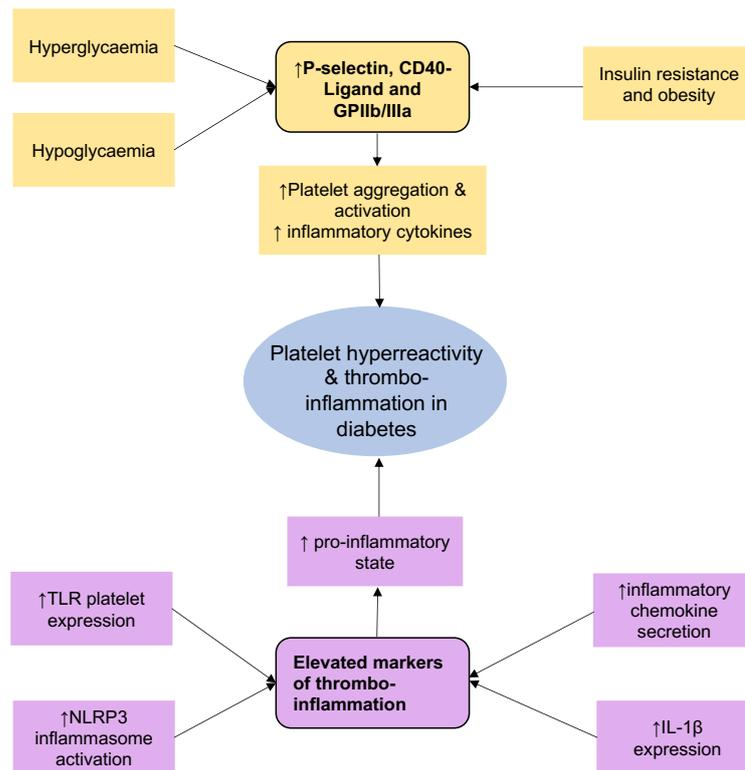 Hyperglycaemia
↑P-selectin, CD40-
Ligand and
GPIIb/IIIa
Insulin resistance
and obesity
Hypoglycaemia
↑Platelet aggregation &
activation
↑ inflammatory cytokines
Platelet hyperreactivity
& thrombo-
inflammation in
diabetes
↑ pro-inflammatory
state
↑TLR platelet
expression
↑inflammatory
chemokine
secretion
Elevated markers
of thrombo-
inflammation
↑NLRP3
inflammasome
activation
↑IL-1β
expression